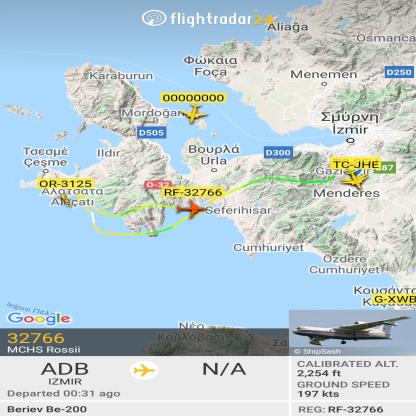 flightradar24
Aliağa
Osmanca
Φώκαια
Foça
Karaburun
Menemen
D250
00000000
Mordoğan
D505
Σμύρνη
İzmir
Τσεσμέ
Çeşme
Ildir
Βουρλά
Urla
D300
TC-JHE
Gaziemir
87
OR-3125
Αλάτσατα
Alaçatı
O-32
RF-32766
Menderes
Seferihisar
Cumhuriyet
Özdere
Cumhuriyet
Κουσάντ
G-XWB
Google
Νέο
32766
MCHS Rossii
© ShipSash
ADB
IZMIR
N/A
Departed 00:31 ago
CALIBRATED ALT.
2,254 ft
GROUND SPEED
197 kts
Beriev Be-200
REG: RF-32766